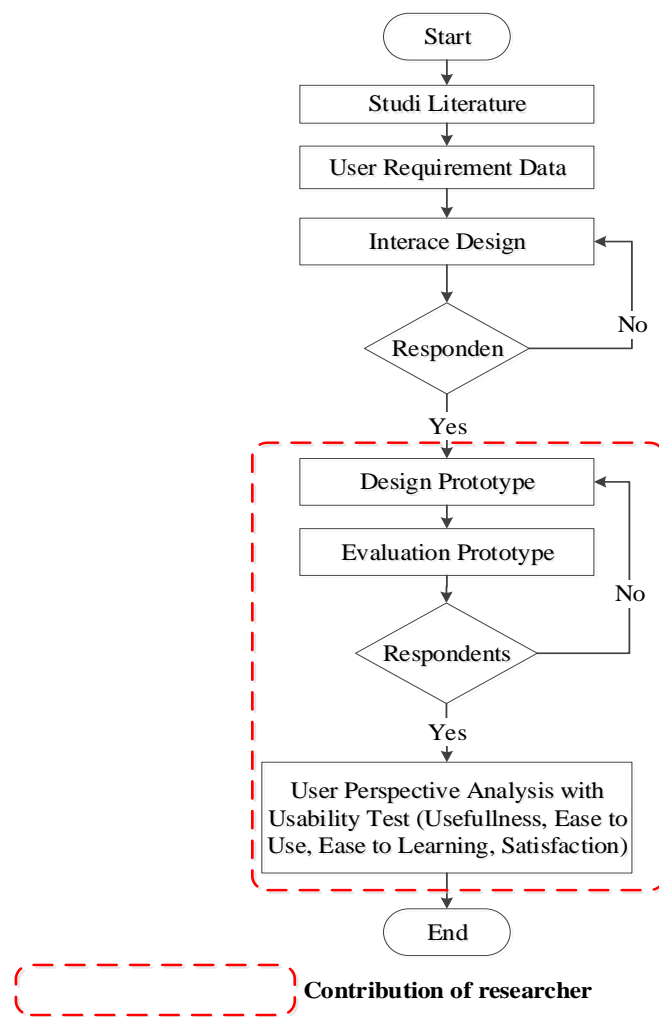 Start
Studi Literature
User Requirement Data
Interace Design
No
Responden
Yes
Design Prototype
Evaluation Prototype
No
Respondents
Yes
User Perspective Analysis with
Usability Test (Usefullness, Ease to
Use, Ease to Learning, Satisfaction)
End
Contribution of researcher